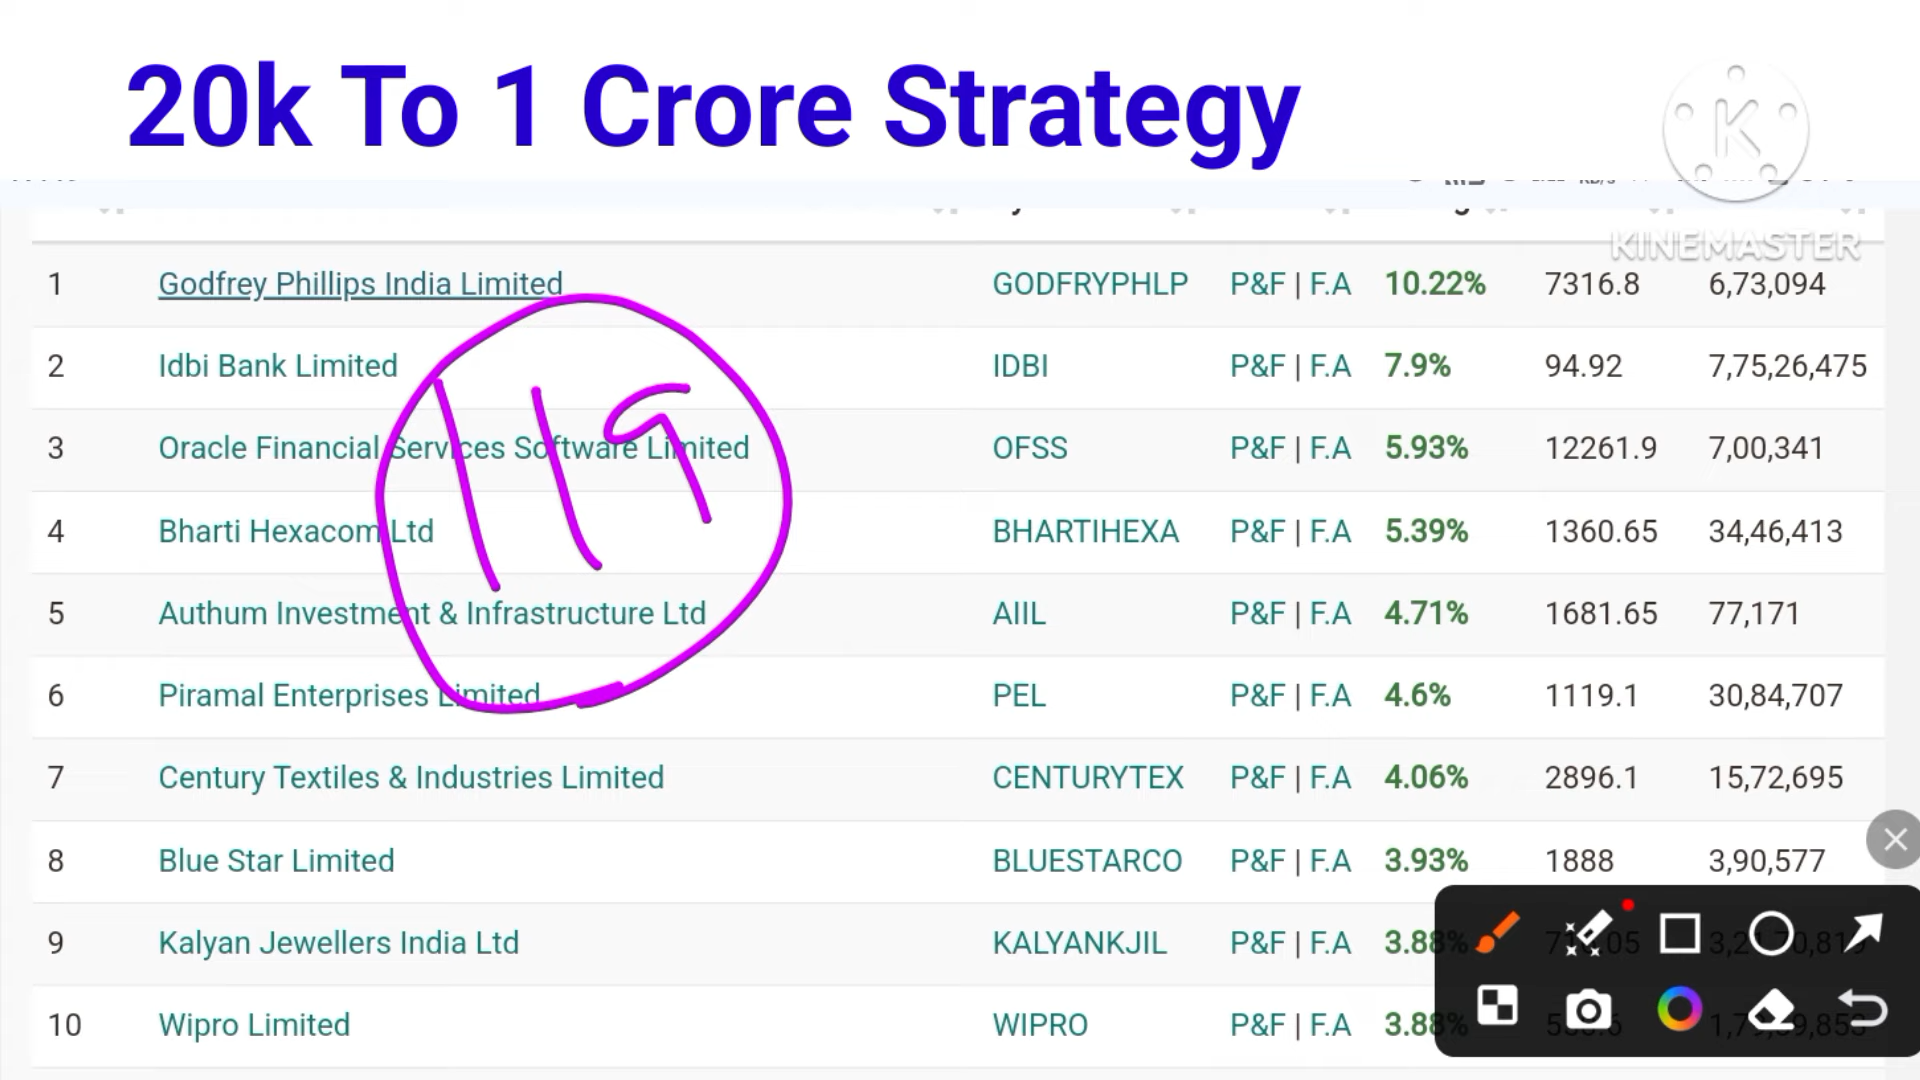 20k To 1 Crore Strategy
K
KINEMASTER
1 Godfrey Phillips India Limited GODFRYPHLP P&F | F.A 10.22% 7316.8 6,73,094
2 Idbi Bank Limited IDBI P&F | F.A 7.9% 94.92 7,75,26,475
3 Oracle Financial Services Software Limited OFSS P&F | F.A 5.93% 12261.9 7,00,341
4 Bharti Hexacom Ltd BHARTIHEXA P&F | F.A 5.39% 1360.65 34,46,413
5 Authum Investment & Infrastructure Ltd AIIL P&F | F.A 4.71% 1681.65 77,171
6 Piramal Enterprises Limited PEL P&F | F.A 4.6% 1119.1 30,84,707
7 Century Textiles & Industries Limited CENTURYTEX P&F | F.A 4.06% 2896.1 15,72,695
8 Blue Star Limited BLUESTARCO P&F | F.A 3.93% 1888 3,90,577
9 Kalyan Jewellers India Ltd KALYANKJIL P&F | F.A 3.88%
10 Wipro Limited WIPRO P&F | F.A 3.88%
119